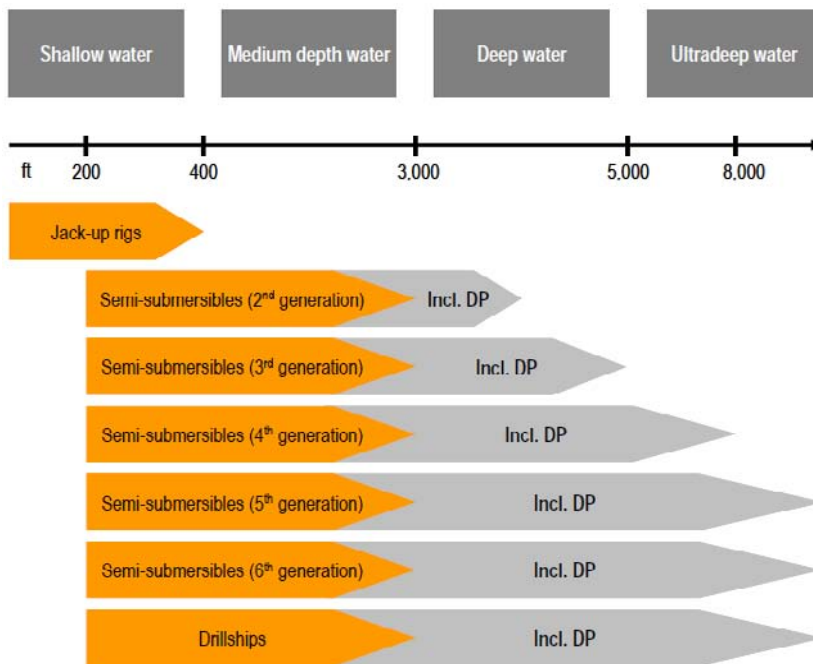 Shallow water
Medium depth water
Deep water
Ultradeep water
ft 200 400 3,000 5,000 8,000
Jack-up rigs
Semi-submersibles (2nd generation) Incl. DP
Semi-submersibles (3rd generation) Incl. DP
Semi-submersibles (4th generation) Incl. DP
Semi-submersibles (5th generation) Incl. DP
Semi-submersibles (6th generation) Incl. DP
Drillships Incl. DP